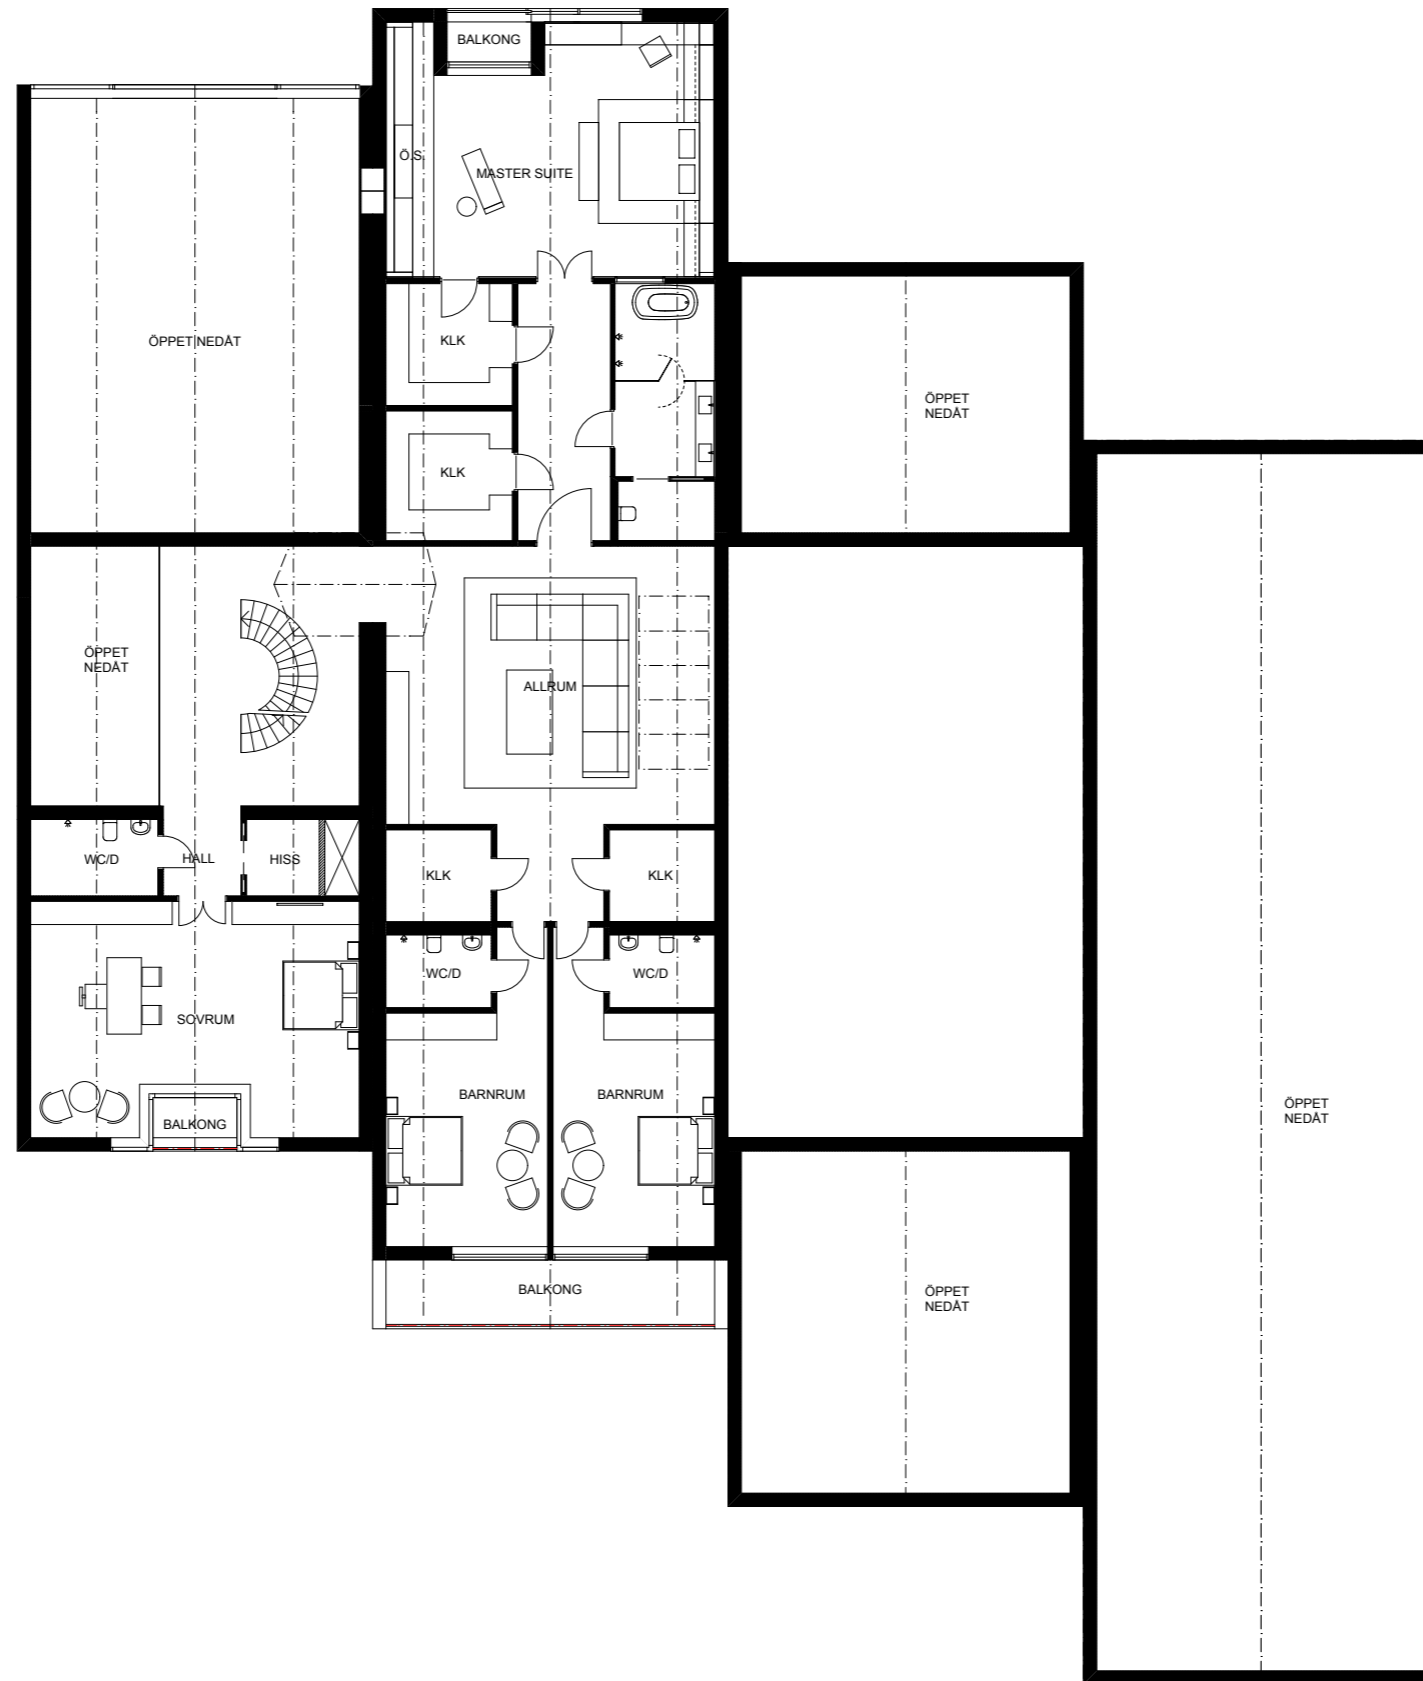 BALKONG
Ö.S.
MASTER SUITE
ÖPPET NEDÅT
KLK
ÖPPET
NEDÅT
KLK
ÖPPET
NEDÅT
ALLRUM
WC/D
HALL
HISS
KLK
KLK
WC/D
WC/D
SOVRUM
BARNRUM
BARNRUM
ÖPPET
NEDÅT
BALKONG
BALKONG
ÖPPET
NEDÅT